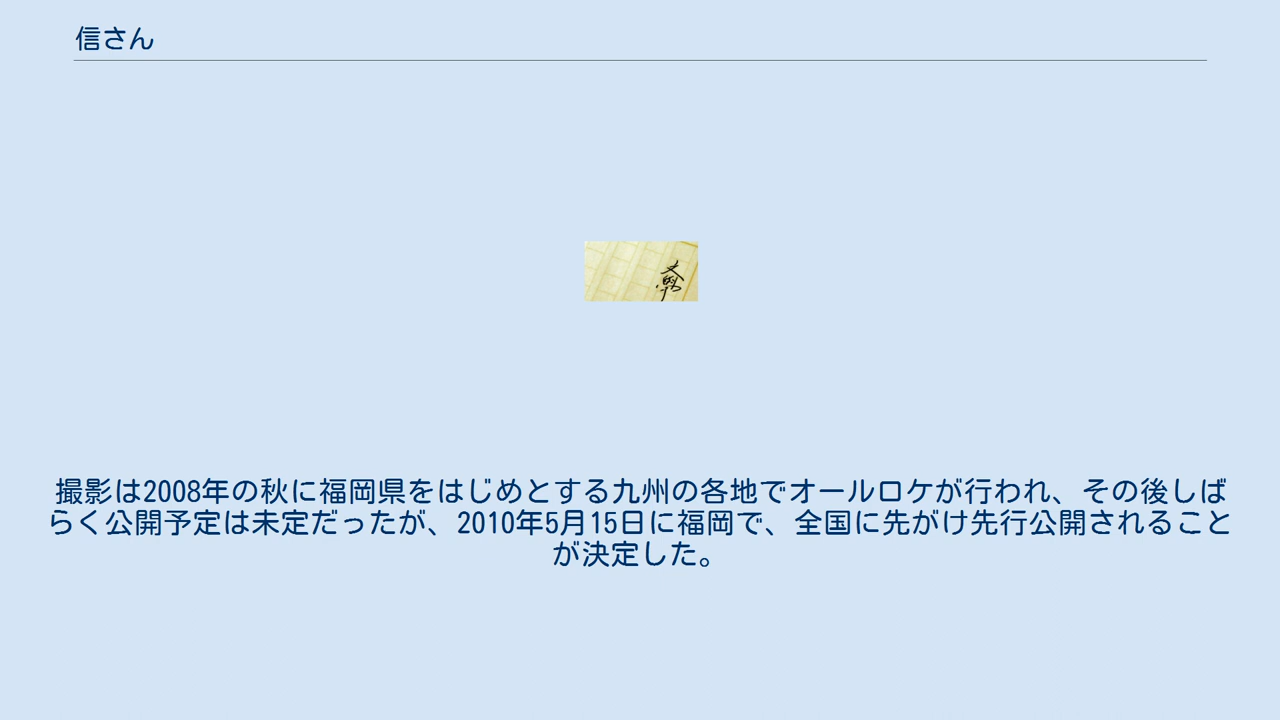 信さん
撮影は2008年の秋に福岡県をはじめとする九州の各地でオールロケが行われ、その後しば
らく公開予定は未定だったが、2010年5月15日に福岡で、全国に先がけ先行公開されること
が決定した。